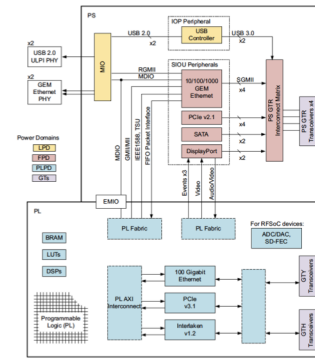 PS
IOP Peripheral
USB
Controller
USB 2.0
x2
USB 3.0
x2
x2
USB 2.0
ULPI PHY
x2
GEM
Ethernet
PHY
MIO
RGMII
MDIO
SIOU Peripherals
10/100/1000
GEM
Ethernet
SGMII
x4
PCIe v2.1
x4
SATA
x2
DisplayPort
x2
PS GTR
Interconnect Matrix
PS GTR
Transceivers x4
Power Domains
LPD
FPD
PLPD
GTs
MDIO
GMII/MII
IEEE1588, TSU
FIFO Packet Interface
Events x3
Video
Audio/Video
EMIO
PL
PL Fabric
PL Fabric
For RFSoC devices:
ADC/DAC,
SD-FEC
BRAM
LUTs
DSPs
Programmable
Logic (PL)
PL AXI
Interconnect
100 Gigabit
Ethernet
PCIe
v3.1
Interlaken
v1.2
GTY
Transceivers
GTH
Transceivers